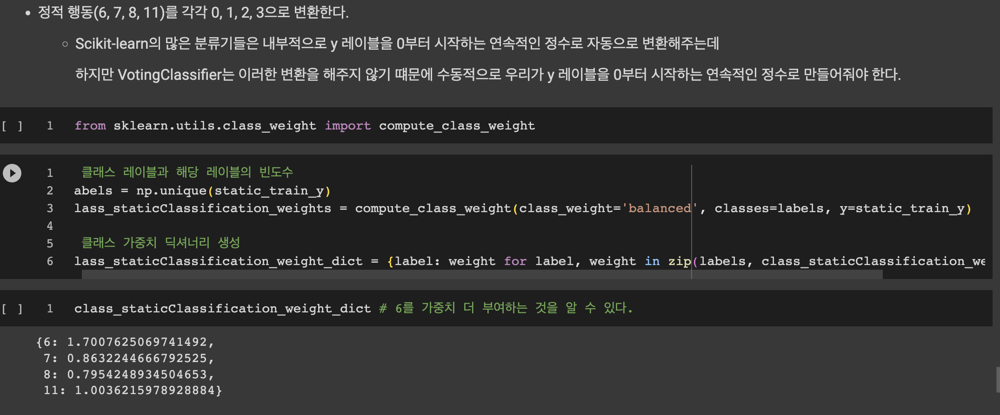 • 정적 행동(6, 7, 8, 11)를 각각 0, 1, 2, 3으로 변환한다.
○ Scikit-learn의 많은 분류기들은 내부적으로 y 레이블을 0부터 시작하는 연속적인 정수로 자동으로 변환해주는데
하지만 VotingClassifier는 이러한 변환을 해주지 않기 떄문에 수동적으로 우리가 y 레이블을 0부터 시작하는 연속적인 정수로 만들어줘야 한다.
[ ] 1 from sklearn.utils.class_weight import compute_class_weight
1 클래스 레이블과 해당 레이블의 빈도수
2 abels = np.unique(static_train_y)
3 lass_staticClassification_weights = compute_class_weight(class_weight='balanced', classes=labels, y=static_train_y)
4
5 클래스 가중치 딕셔너리 생성
6 lass_staticClassification_weight_dict = {label: weight for label, weight in zip(labels, class_staticClassification_we
[ ] 1 class_staticClassification_weight_dict # 6를 가중치 더 부여하는 것을 알 수 있다.
{6: 1.7007625069741492,
7: 0.8632244666792525,
8: 0.7954248934504653,
11: 1.0036215978928884}